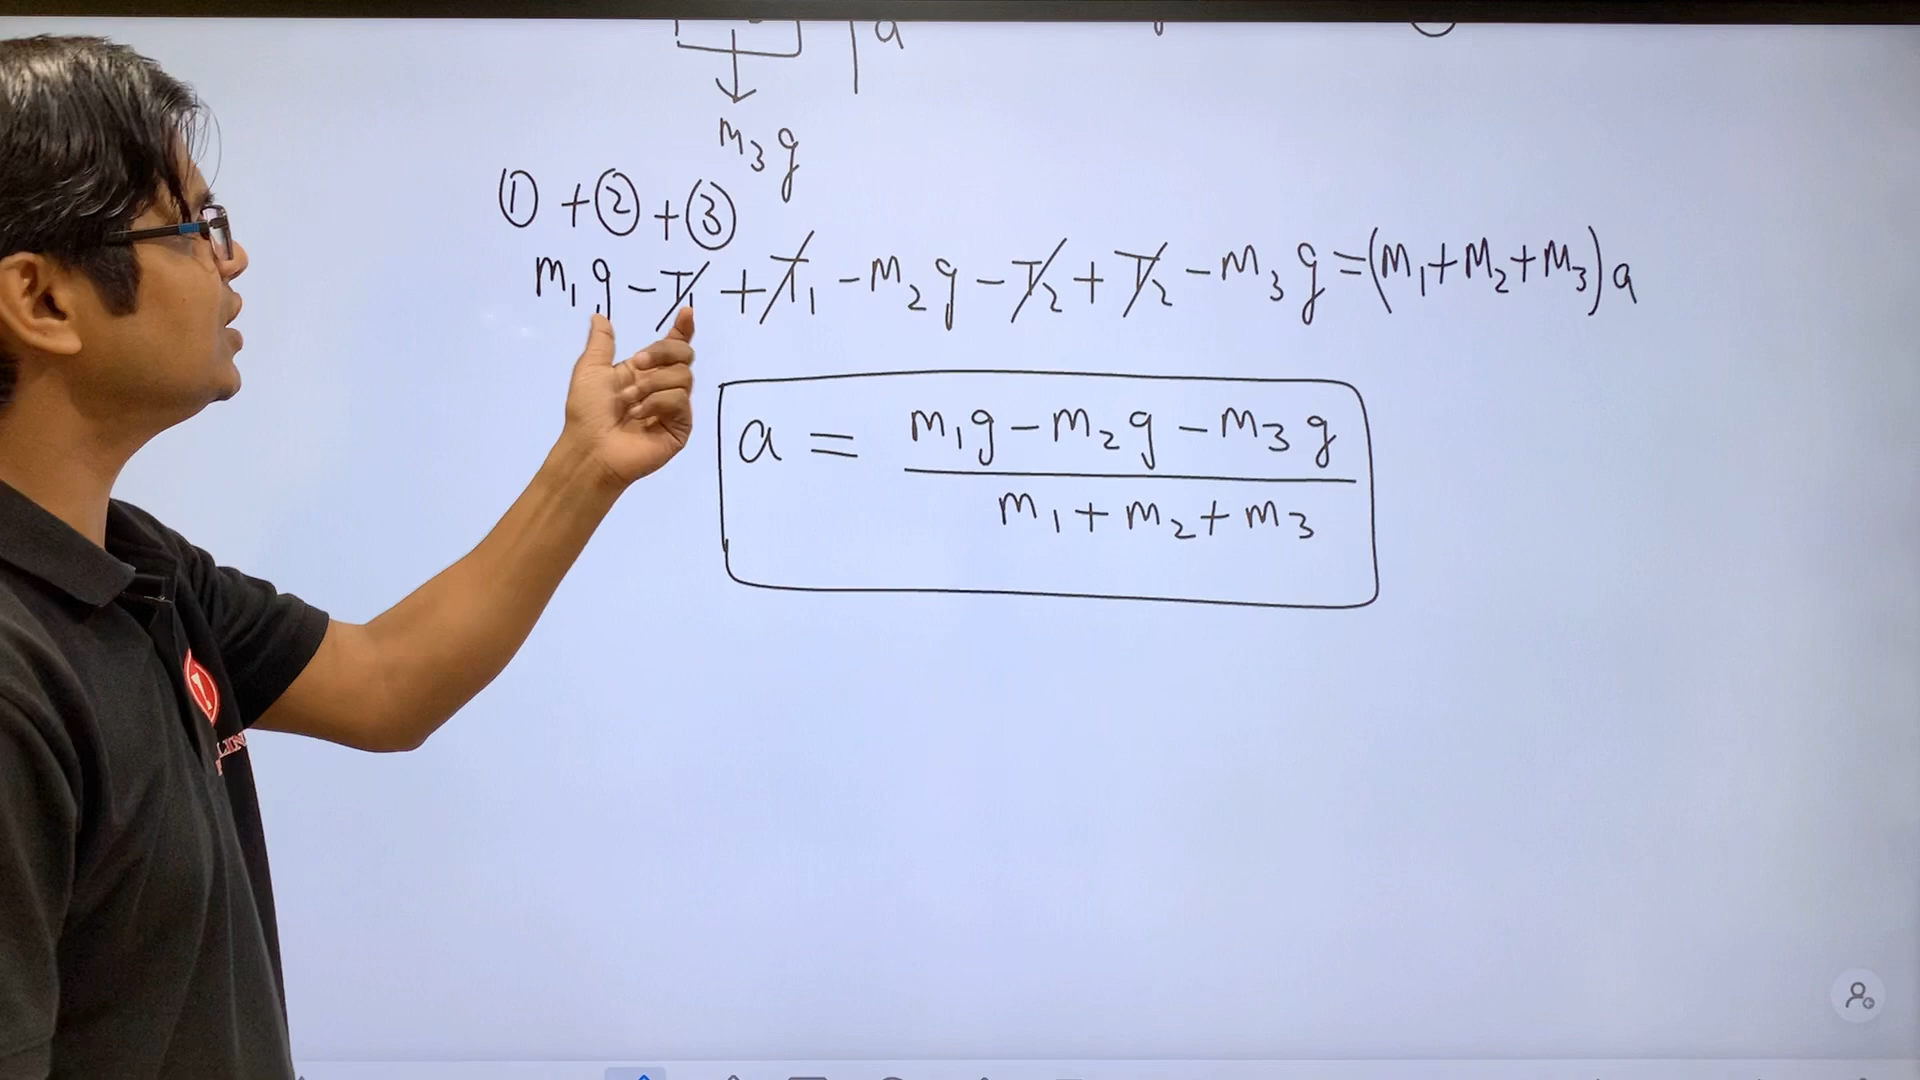 a
m₃g
① + ② + ③
m₁g − T₁ + T₁ − m₂g − T₂ + T₂ − m₃g = (m₁ + m₂ + m₃) a
a = (m₁g − m₂g − m₃g) / (m₁ + m₂ + m₃)